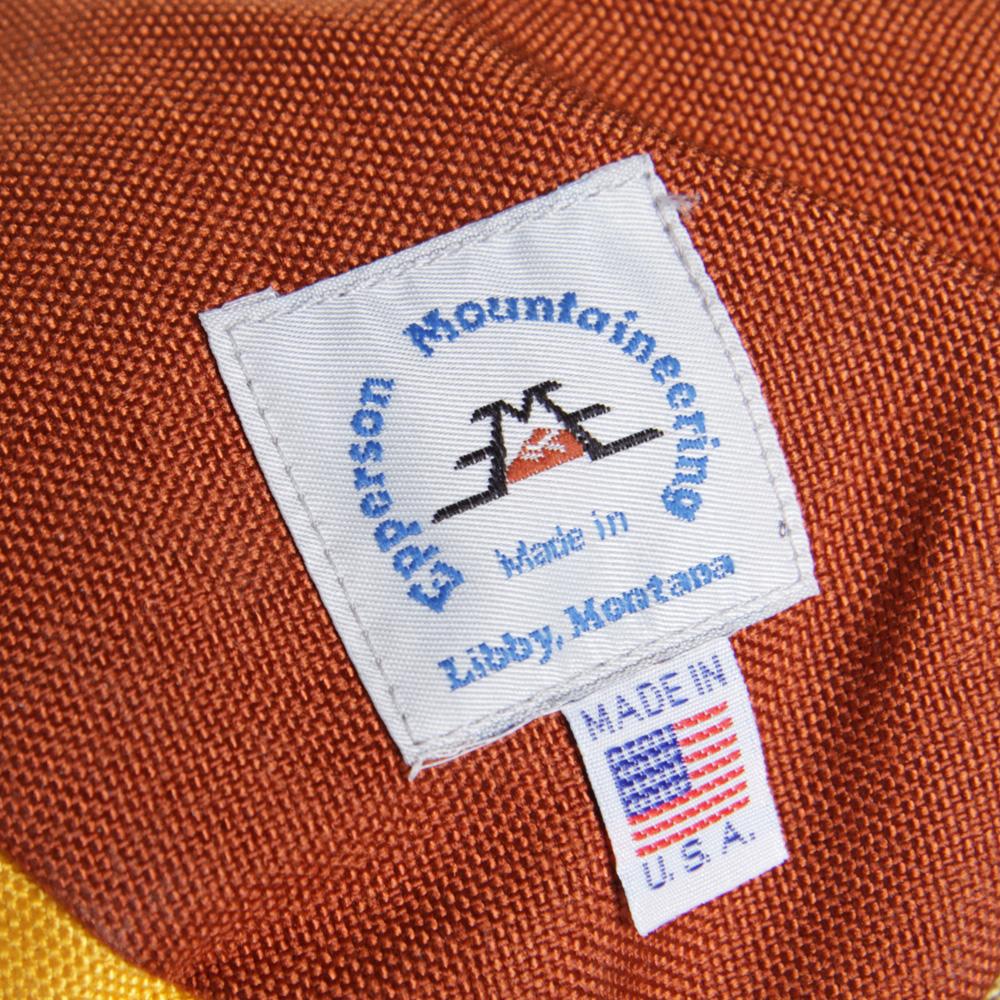 Epperson Mountaineering
Made in
Libby, Montana
MADE IN
U.S.A.